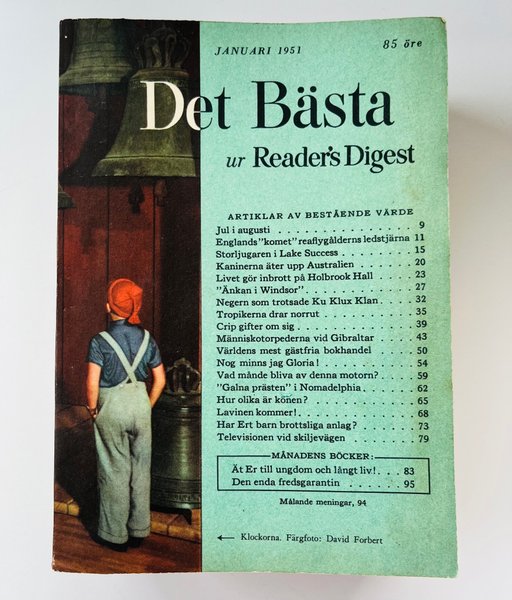 JANUARI 1951 85 öre
Det Bästa
ur Reader's Digest
ARTIKLAR AV BESTÅENDE VÄRDE
Jul i augusti . . . . . . . . . . . . . . . . 9
Englands "komet" reaflygålderns ledstjärna 11
Storljugaren i Lake Success . . . . . . . 15
Kaninerna äter upp Australien . . . . . 20
Livet gör inbrott på Holbrook Hall . . . . 23
"Änkan i Windsor" . . . . . . . . . . . . 27
Negern som trotsade Ku Klux Klan . . . . 32
Tropikerna drar norrut . . . . . . . . . . 35
Crip gifter om sig . . . . . . . . . . . . . 39
Människotorpederna vid Gibraltar . . . . 43
Världens mest gästfria bokhandel . . . . 50
Nog minns jag Gloria! . . . . . . . . . . 54
Vad månde bliva av denna motorn? . . . . 59
"Galna prästen" i Nomadelphia . . . . . . 62
Hur olika är könen? . . . . . . . . . . . . 65
Lavinen kommer! . . . . . . . . . . . . . 68
Har Ert barn brottsliga anlag? . . . . . . 73
Televisionen vid skiljevägen . . . . . . . 79
MÅNADENS BÖCKER:
Ät Er till ungdom och långt liv! . . . 83
Den enda fredsgarantin . . . . . . 95
Målande meningar, 94
← Klockorna. Färgfoto: David Forbert